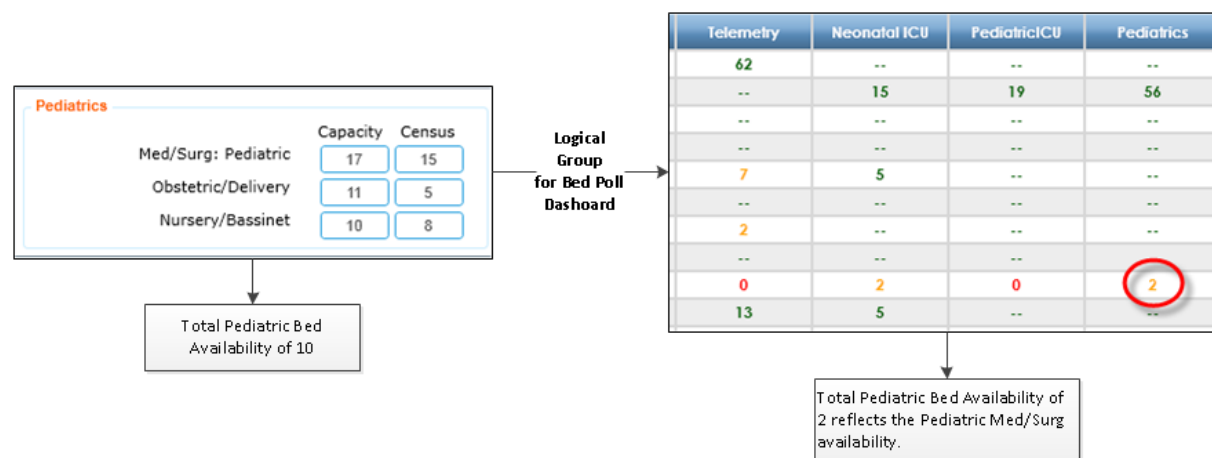 Pediatrics
Capacity Census
Med/Surg: Pediatric 17 15
Obstetric/Delivery 11 5
Nursery/Bassinet 10 8
Total Pediatric Bed
Availability of 10
Logical
Group
for Bed Poll
Dashoard
Telemetry Neonatal ICU PediatricICU Pediatrics
62 -- -- --
-- 15 19 56
-- -- -- --
-- -- -- --
7 5 -- --
-- -- -- --
2 -- -- --
-- -- -- --
0 2 0 2
13 5 -- --
Total Pediatric Bed Availability of
2 reflects the Pediatric Med/Surg
availability.